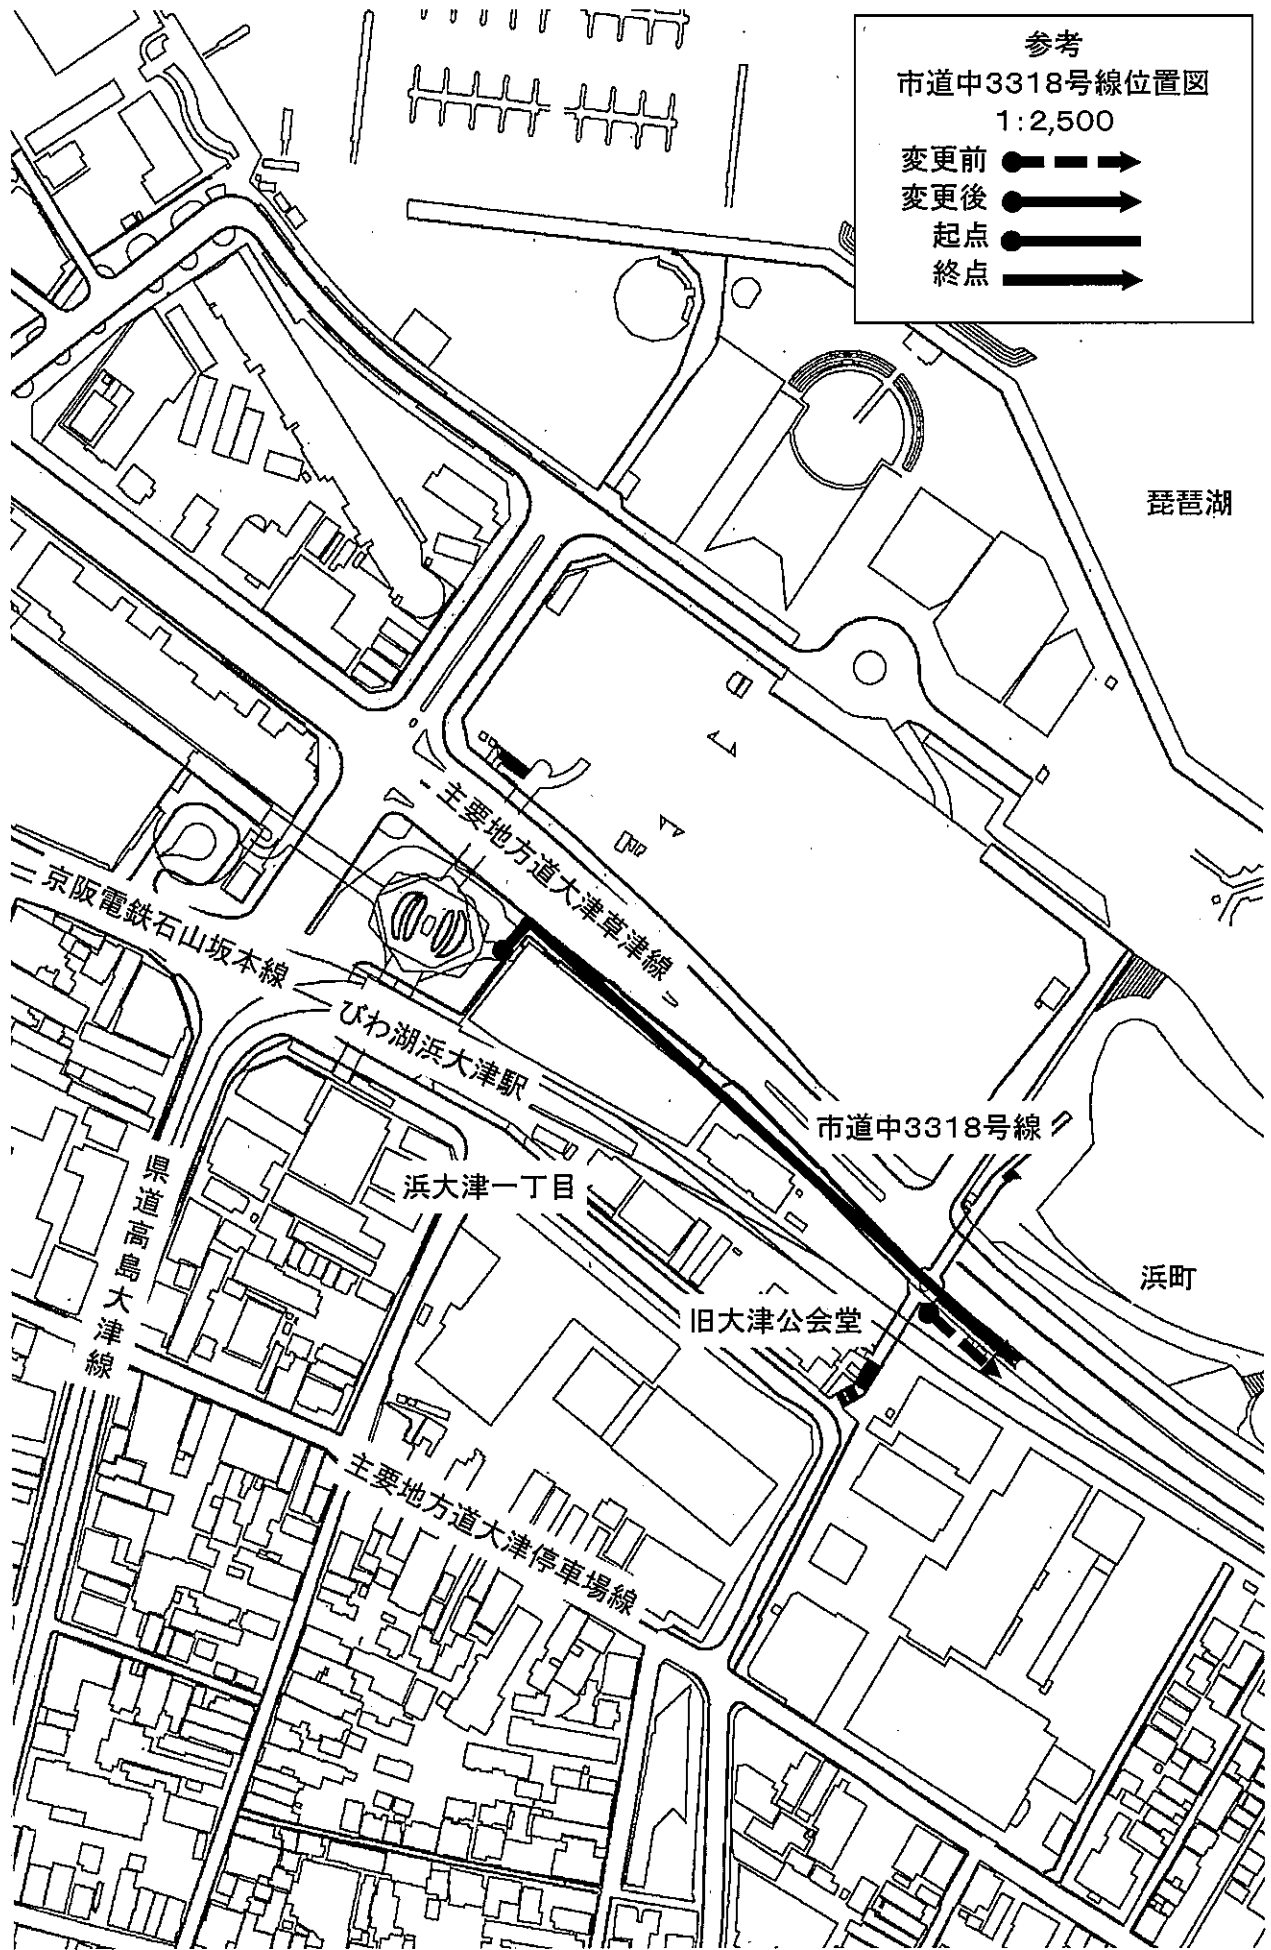 参考
市道中3318号線位置図
1:2,500
変更前
変更後
起点
終点
琵琶湖
主要地方道大津草津線
京阪電鉄石山坂本線
びわ湖浜大津駅
市道中3318号線
浜大津一丁目
県道高島大津線
浜町
旧大津公会堂
主要地方道大津停車場線